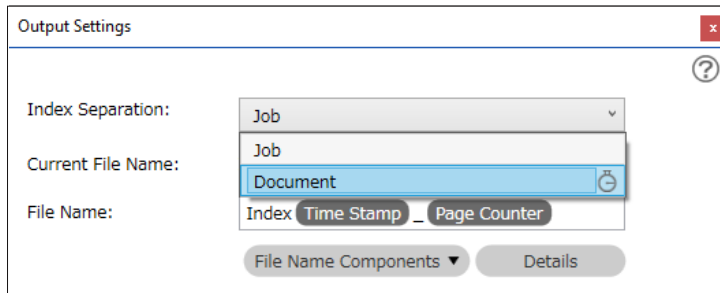 Output Settings
x
?
Index Separation: Job
Job
Current File Name:
Document
File Name: Index Time Stamp _ Page Counter
File Name Components ▼ Details